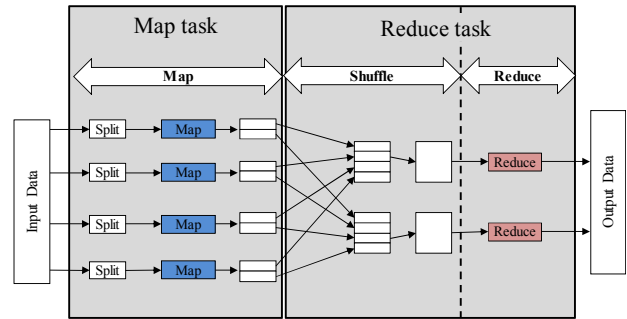 Map task
Reduce task
Map
Shuffle
Reduce
Input Data
Split
Map
Split
Map
Split
Map
Split
Map
Reduce
Reduce
Output Data